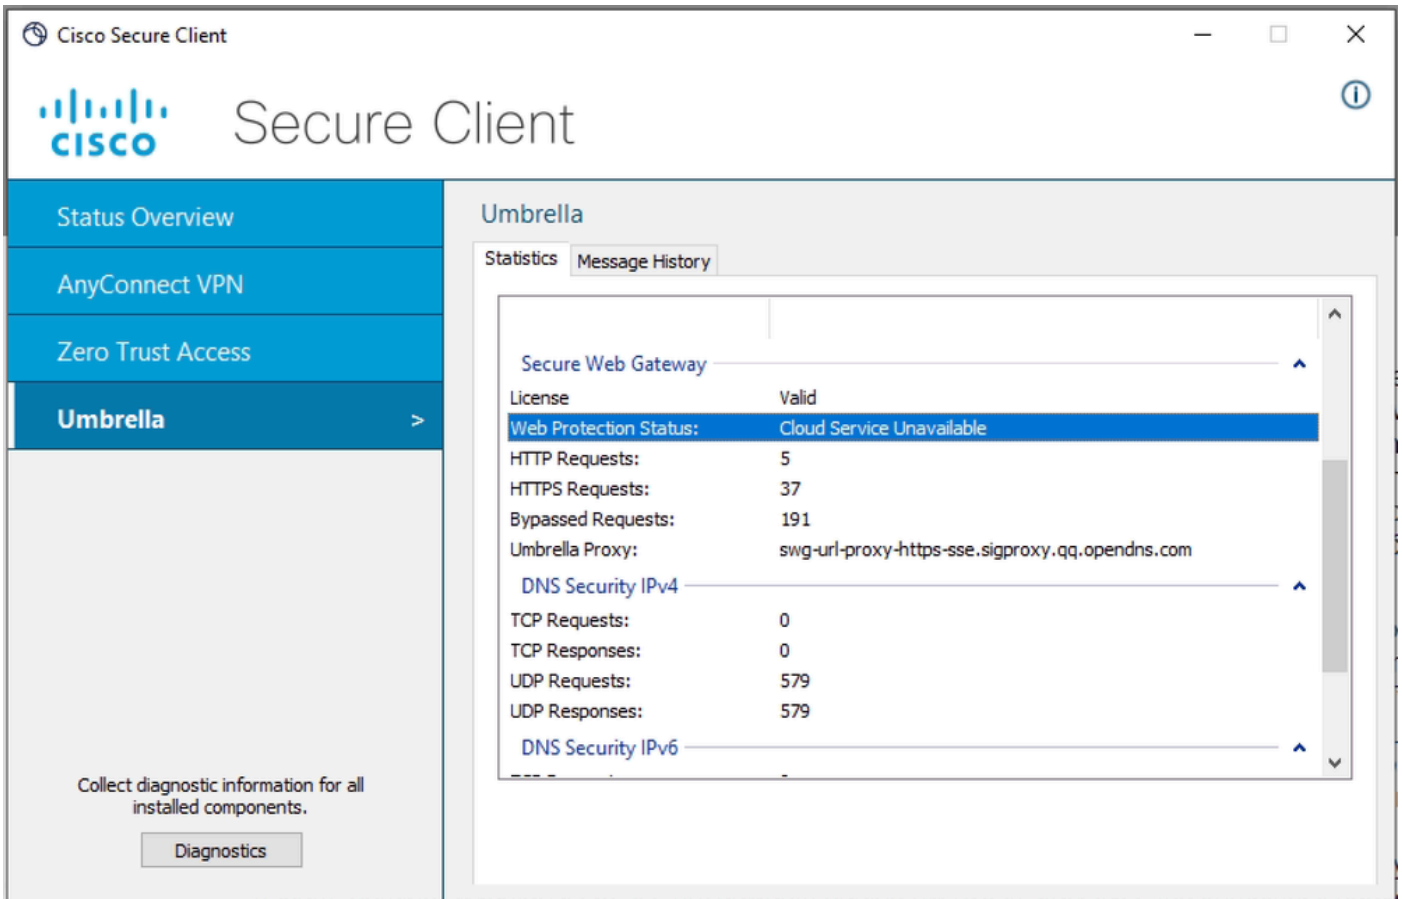 Cisco Secure Client
CISCO
Secure Client
Status Overview
AnyConnect VPN
Zero Trust Access
Umbrella >
Collect diagnostic information for all
installed components.
Diagnostics
Umbrella
Statistics Message History
Secure Web Gateway
License Valid
Web Protection Status: Cloud Service Unavailable
HTTP Requests: 5
HTTPS Requests: 37
Bypassed Requests: 191
Umbrella Proxy: swg-url-proxy-https-sse.sigproxy.qq.opendns.com
DNS Security IPv4
TCP Requests: 0
TCP Responses: 0
UDP Requests: 579
UDP Responses: 579
DNS Security IPv6